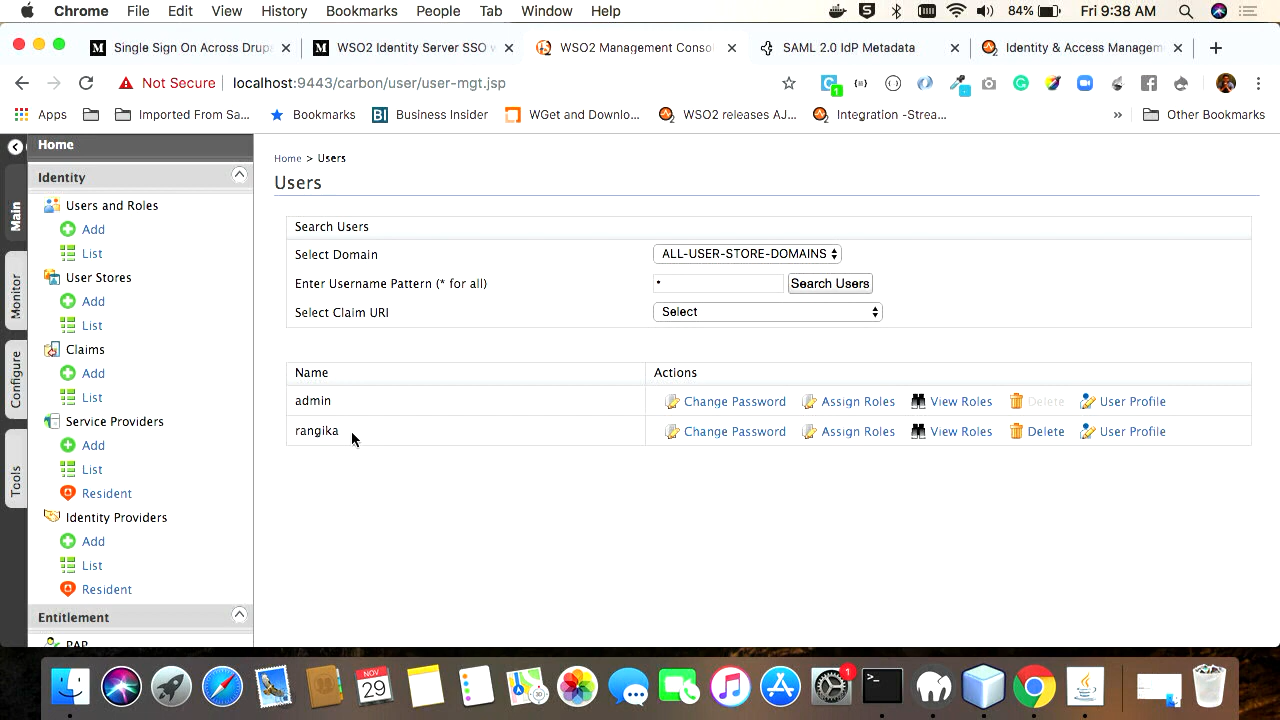 Chrome File Edit View History Bookmarks People Tab Window Help 84% Fri 9:38 AM
Single Sign On Across Drupa
WSO2 Identity Server SSO w
WSO2 Management Conso
SAML 2.0 IdP Metadata
Identity & Access Managem
Not Secure localhost:9443/carbon/user/user-mgt.jsp
Apps Imported From Sa... Bookmarks Business Insider WGet and Downlo... WSO2 releases AJ... Integration -Strea... » Other Bookmarks
Main
Monitor
Configure
Tools
Home
Identity
Users and Roles
Add
List
User Stores
Add
List
Claims
Add
List
Service Providers
Add
List
Resident
Identity Providers
Add
List
Resident
Entitlement
PAP
Home > Users
Users
Search Users
Select Domain ALL-USER-STORE-DOMAINS
Enter Username Pattern (* for all) * Search Users
Select Claim URI Select
Name Actions
admin Change Password Assign Roles View Roles Delete User Profile
rangika Change Password Assign Roles View Roles Delete User Profile
NOV
29
1